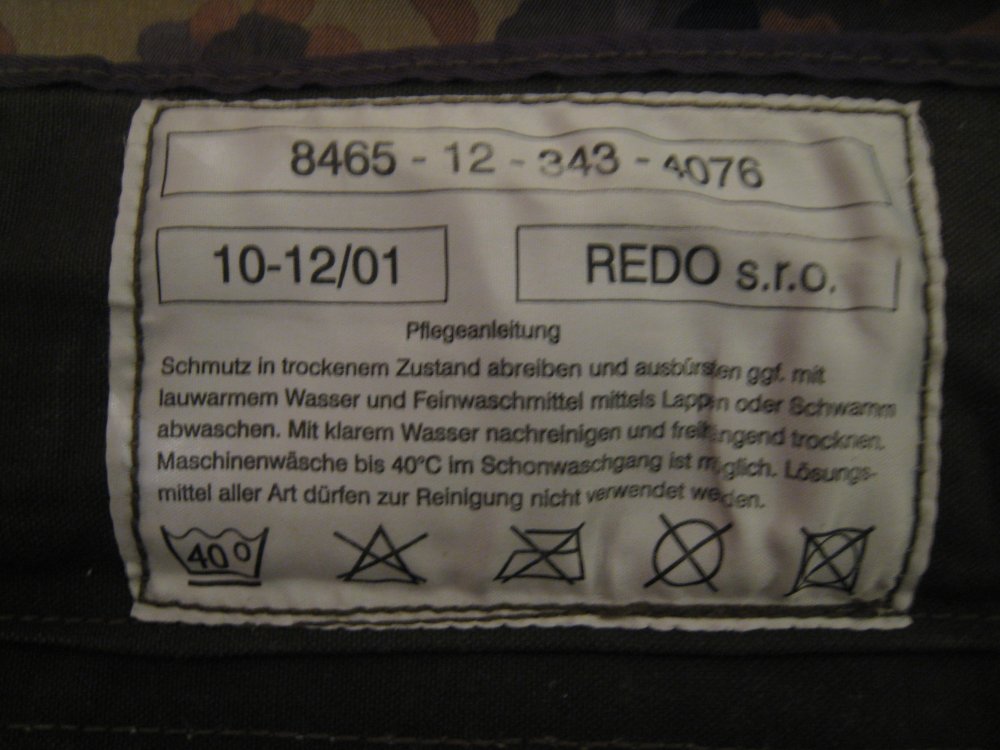 8465 - 12 - 343 - 4076
10-12/01
REDO s.r.o.
Pflegeanleitung
Schmutz in trockenem Zustand abreiben und ausbürsten ggf. mit
lauwarmem Wasser und Feinwaschmittel mittels Lappen oder Schwamm
abwaschen. Mit klarem Wasser nachreinigen und freihängend trocknen.
Maschinenwäsche bis 40°C im Schonwaschgang ist möglich. Lösungs-
mittel aller Art dürfen zur Reinigung nicht verwendet werden.
40°